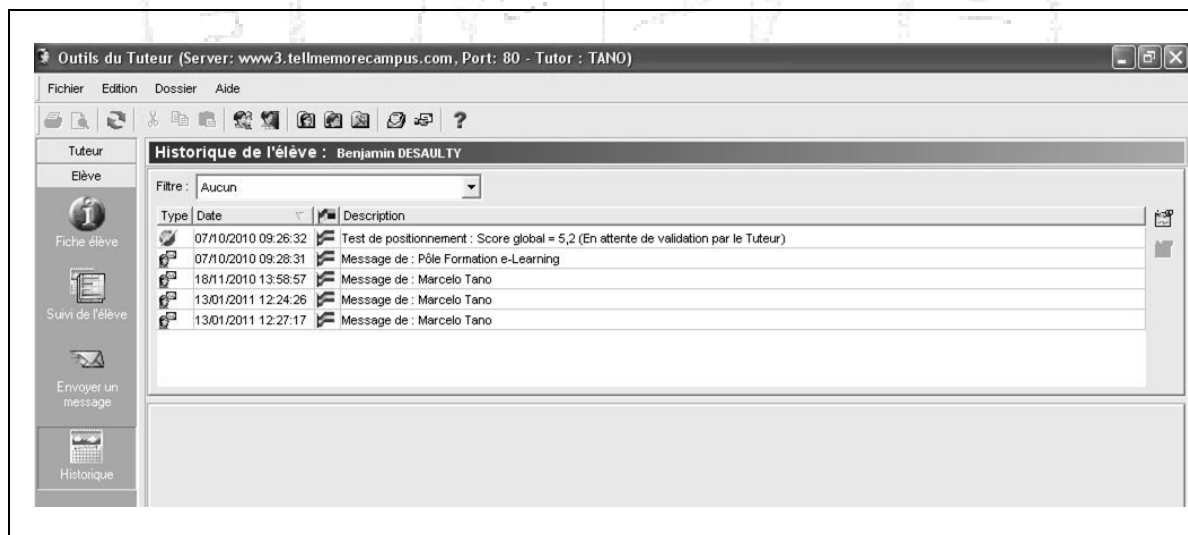 Outils du Tuteur (Server: www3.tellmemorecampus.com, Port: 80 - Tutor : TANO)
Fichier Edition Dossier Aide
Tuteur
Elève
Fiche élève
Suivi de l'élève
Envoyer un
message
Historique
Historique de l'élève : Benjamin DESAULTY
Filtre : Aucun
Type Date Description
07/10/2010 09:26:32 Test de positionnement : Score global = 5,2 (En attente de validation par le Tuteur)
07/10/2010 09:28:31 Message de : Pôle Formation e-Learning
18/11/2010 13:58:57 Message de : Marcelo Tano
13/01/2011 12:24:26 Message de : Marcelo Tano
13/01/2011 12:27:17 Message de : Marcelo Tano